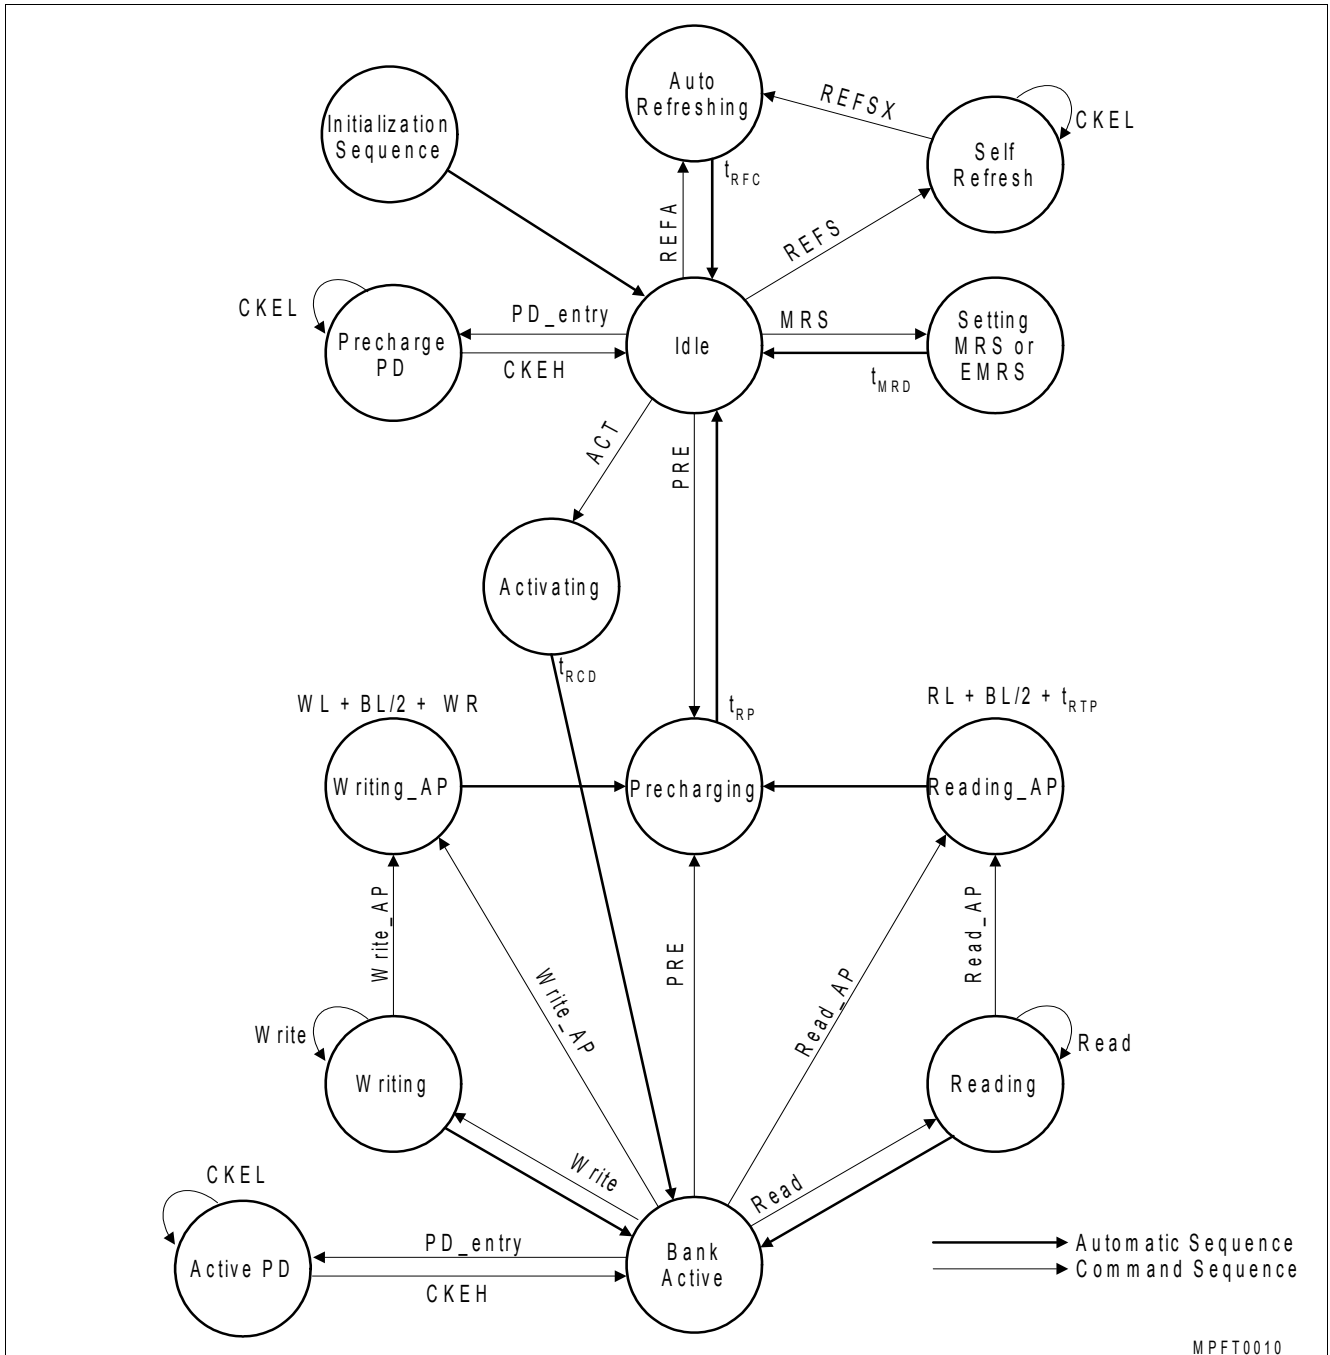 Auto
Refreshing
REFSX
CKEL
Initialization
Sequence
Self
Refresh
tRFC
REFA
REFS
CKEL
PD_entry
MRS
Precharge
PD
Idle
Setting
MRS or
EMRS
CKEH
tMRD
ACT
PRE
Activating
tRCD
WL + BL/2 + WR
tRP
RL + BL/2 + tRTP
Writing_AP
Precharging
Reading_AP
Write_AP
Write_AP
PRE
Read_AP
Read_AP
Write
Read
Writing
Reading
Write
Read
CKEL
PD_entry
Active PD
Bank
Active
CKEH
Automatic Sequence
Command Sequence
MPFT0010